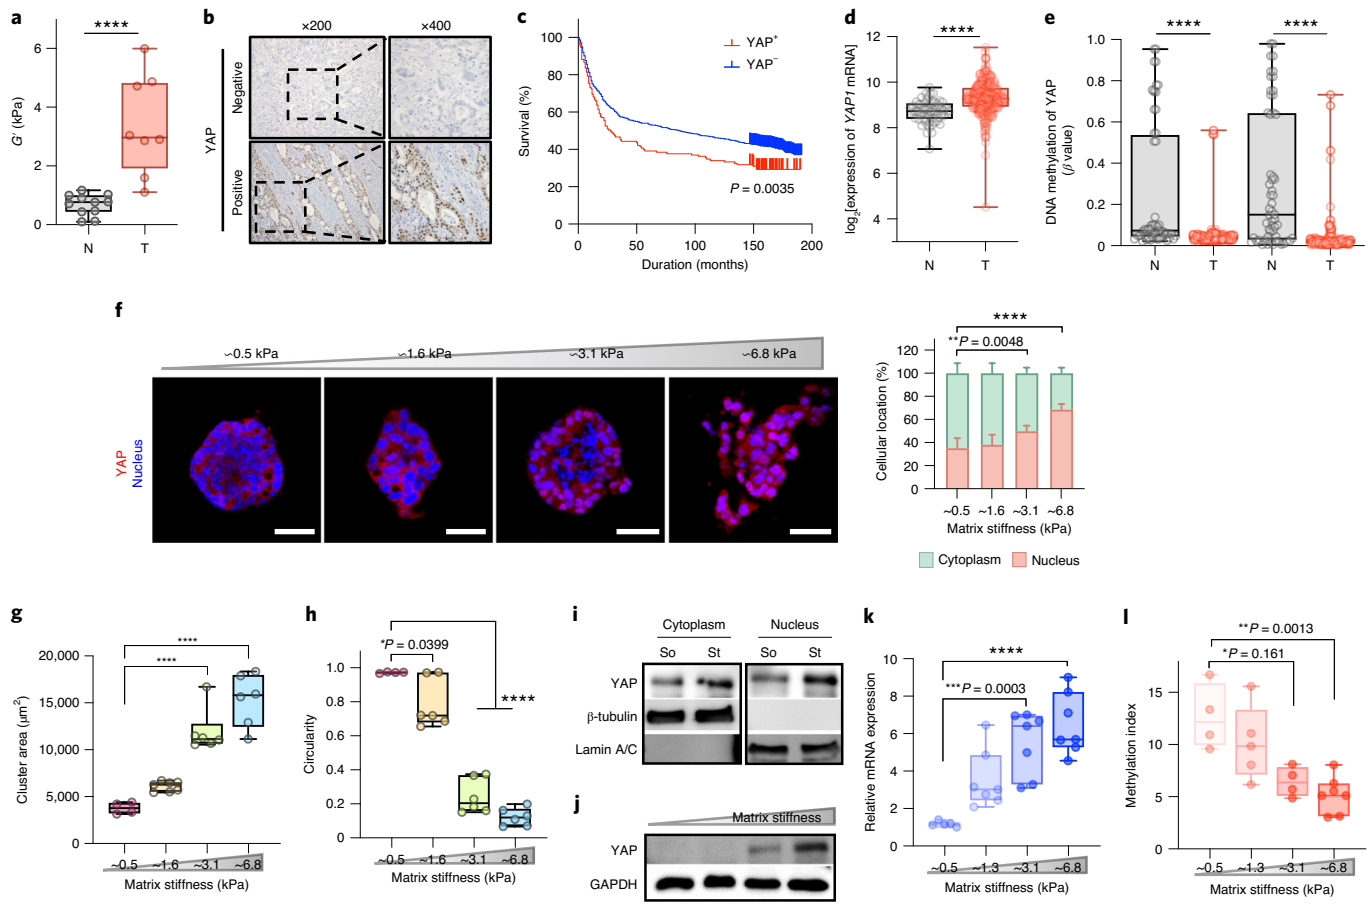 a
****
G′ (kPa)
6
4
2
0
N
T
b
×200
×400
YAP
Negative
Positive
c
Survival (%)
100
80
60
40
20
0
YAP+
YAP−
P = 0.0035
0
50
100
150
200
Duration (months)
d
****
log2[expression of YAP1 mRNA]
12
10
8
6
4
N
T
e
****
****
DNA methylation of YAP
(β value)
1.0
0.8
0.6
0.4
0.2
0
N
T
N
T
f
∽0.5 kPa
∽1.6 kPa
∽3.1 kPa
∽6.8 kPa
YAP
Nucleus
****
**P = 0.0048
Cellular location (%)
120
100
80
60
40
20
0
~0.5
~1.6
~3.1
~6.8
Matrix stiffness (kPa)
Cytoplasm
Nucleus
g
****
****
Cluster area (μm2)
20,000
15,000
10,000
5,000
0
~0.5
~1.6
~3.1
~6.8
Matrix stiffness (kPa)
h
*P = 0.0399
****
Circularity
1.0
0.8
0.6
0.4
0.2
0
~0.5
~1.6
~3.1
~6.8
Matrix stiffness (kPa)
i
Cytoplasm
Nucleus
So
St
So
St
YAP
β-tubulin
Lamin A/C
j
Matrix stiffness
YAP
GAPDH
k
****
***P = 0.0003
Relative mRNA expression
10
8
6
4
2
0
~0.5
~1.3
~3.1
~6.8
Matrix stiffness (kPa)
l
**P = 0.0013
*P = 0.161
Methylation index
15
10
5
0
~0.5
~1.3
~3.1
~6.8
Matrix stiffness (kPa)